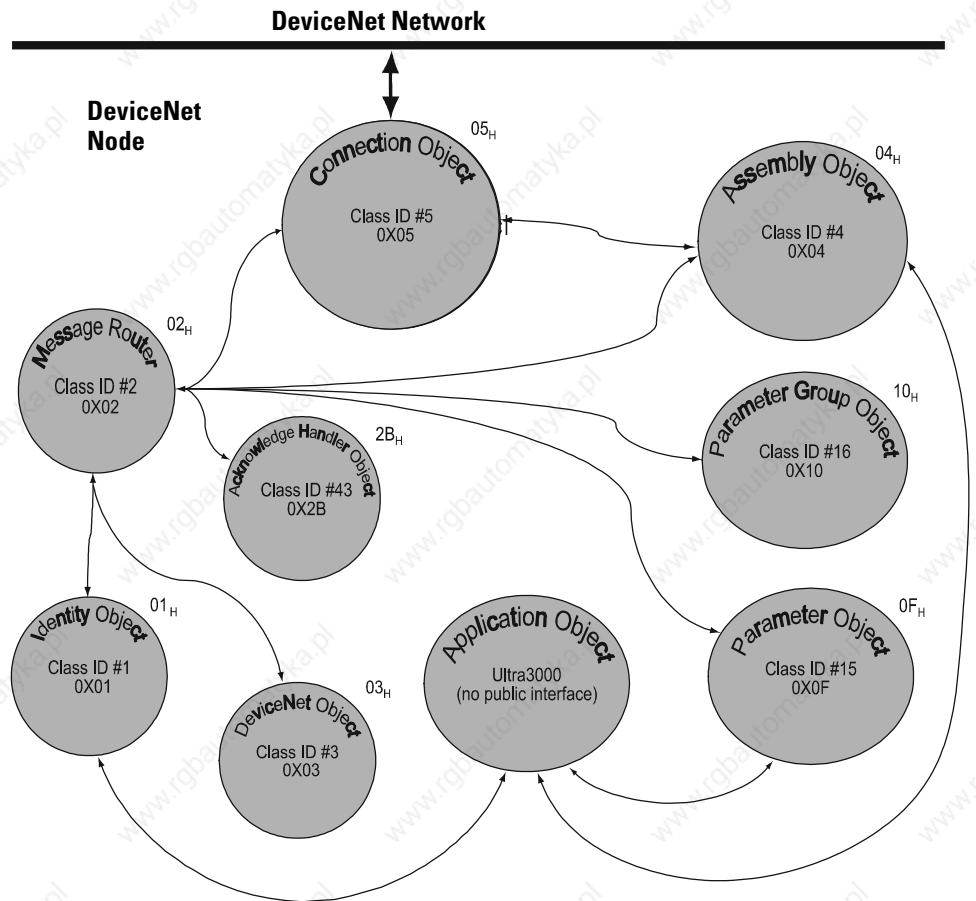 DeviceNet Network
DeviceNet
Node
05H
Connection Object
Class ID #5
0X05
04H
Assembly Object
Class ID #4
0X04
02H
Message Router
Class ID #2
0X02
10H
Parameter Group Object
Class ID #16
0X10
2BH
Acknowledge Handler Object
Class ID #43
0X2B
01H
Identity Object
Class ID #1
0X01
03H
DeviceNet Object
Class ID #3
0X03
Application Object
Ultra3000
(no public interface)
0FH
Parameter Object
Class ID #15
0X0F
www.rgbautomatyka.pl